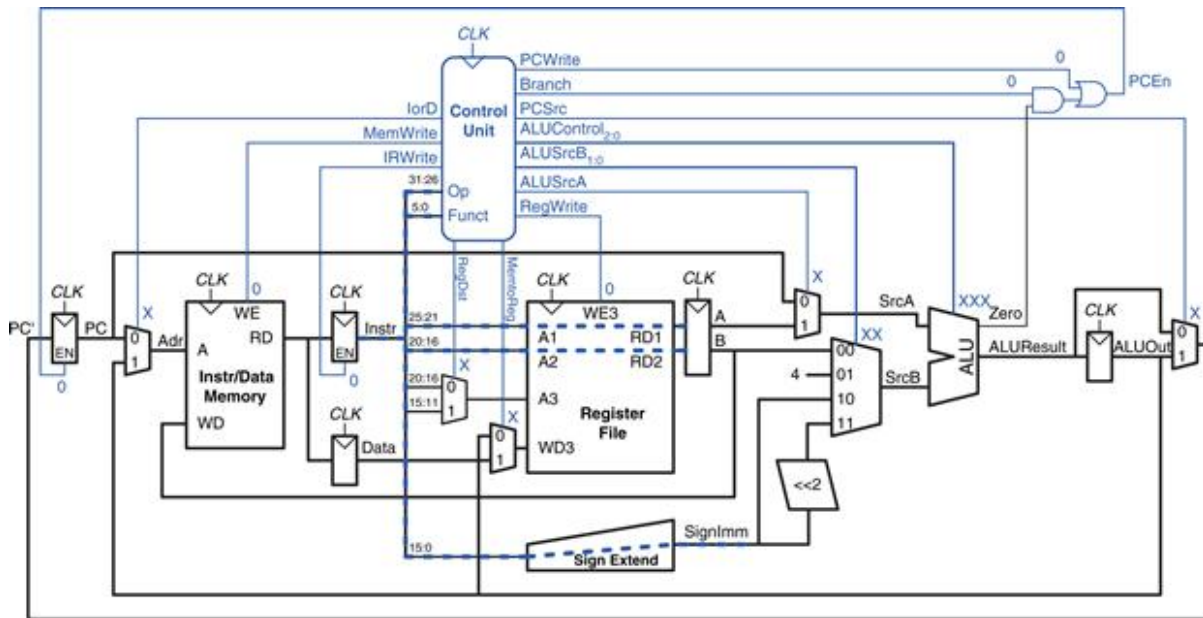 CLK
PCWrite
0
Branch
0
PCEn
IorD
Control
Unit
PCSrc
MemWrite
ALUControl2:0
IRWrite
ALUSrcB1:0
31:26
Op
ALUSrcA
5:0
Funct
RegWrite
RegDst
MemtoReg
CLK
CLK
CLK
CLK
CLK
CLK
X
0
0
X
XXX
Zero
X
PC'
PC
EN
0
0
1
Adr
WE
A
RD
Instr/Data
Memory
WD
Instr
EN
0
CLK
Data
25:21
20:16
20:16
15:11
X
0
1
X
0
1
WE3
A1
RD1
A2
RD2
A3
Register
File
WD3
A
B
0
1
SrcA
XX
00
4
01
10
11
SrcB
ALU
ALUResult
ALUOut
0
1
<<2
15:0
SignImm
Sign Extend